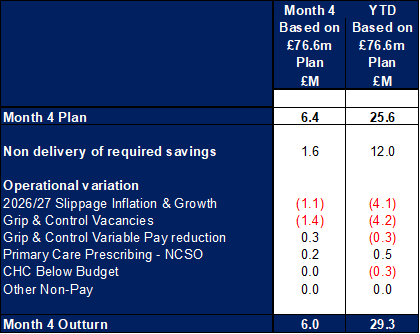 Month 4 YTD
Based on Based on
£76.6m £76.6m
Plan Plan
£M £M
Month 4 Plan 6.4 25.6
Non delivery of required savings 1.6 12.0
Operational variation
2026/27 Slippage Inflation & Growth (1.1) (4.1)
Grip & Control Vacancies (1.4) (4.2)
Grip & Control Variable Pay reduction 0.3 (0.3)
Primary Care Prescribing - NCSO 0.2 0.5
CHC Below Budget 0.0 (0.3)
Other Non-Pay 0.0 0.0
Month 4 Outturn 6.0 29.3